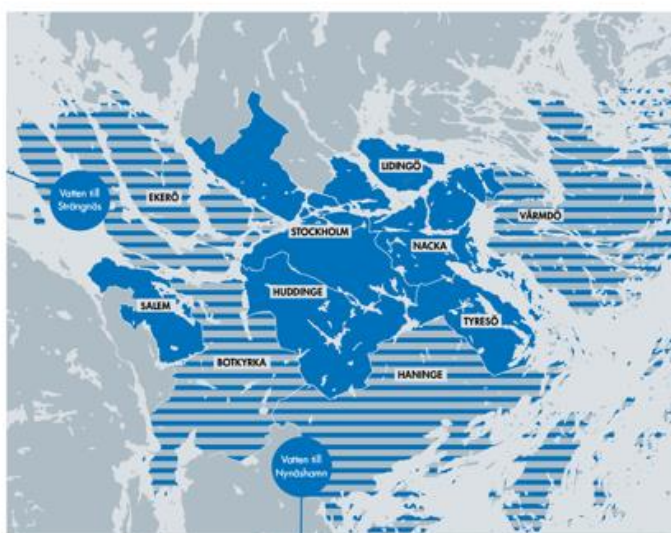 LIDINGÖ
Vatten till
Strängnäs
EKERÖ
VÄRMDÖ
STOCKHOLM
NACKA
HUDDINGE
SALEM
TYRESÖ
BOTKYRKA
HANINGE
Vatten till
Nynäshamn